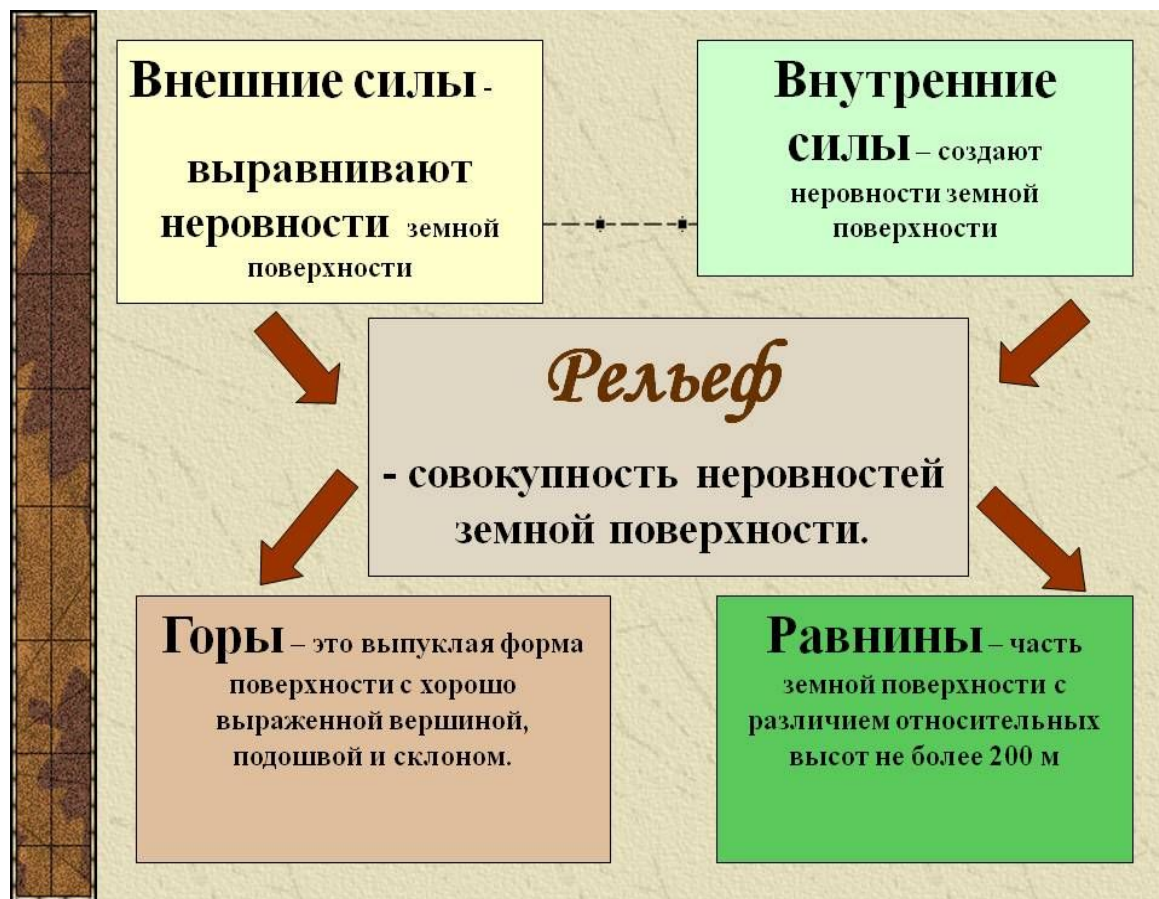 Внешние силы -
выравнивают
неровности земной
поверхности
Внутренние
силы – создают
неровности земной
поверхности
Рельеф
- совокупность неровностей
земной поверхности.
Горы – это выпуклая форма
поверхности с хорошо
выраженной вершиной,
подошвой и склоном.
Равнины – часть
земной поверхности с
различием относительных
высот не более 200 м